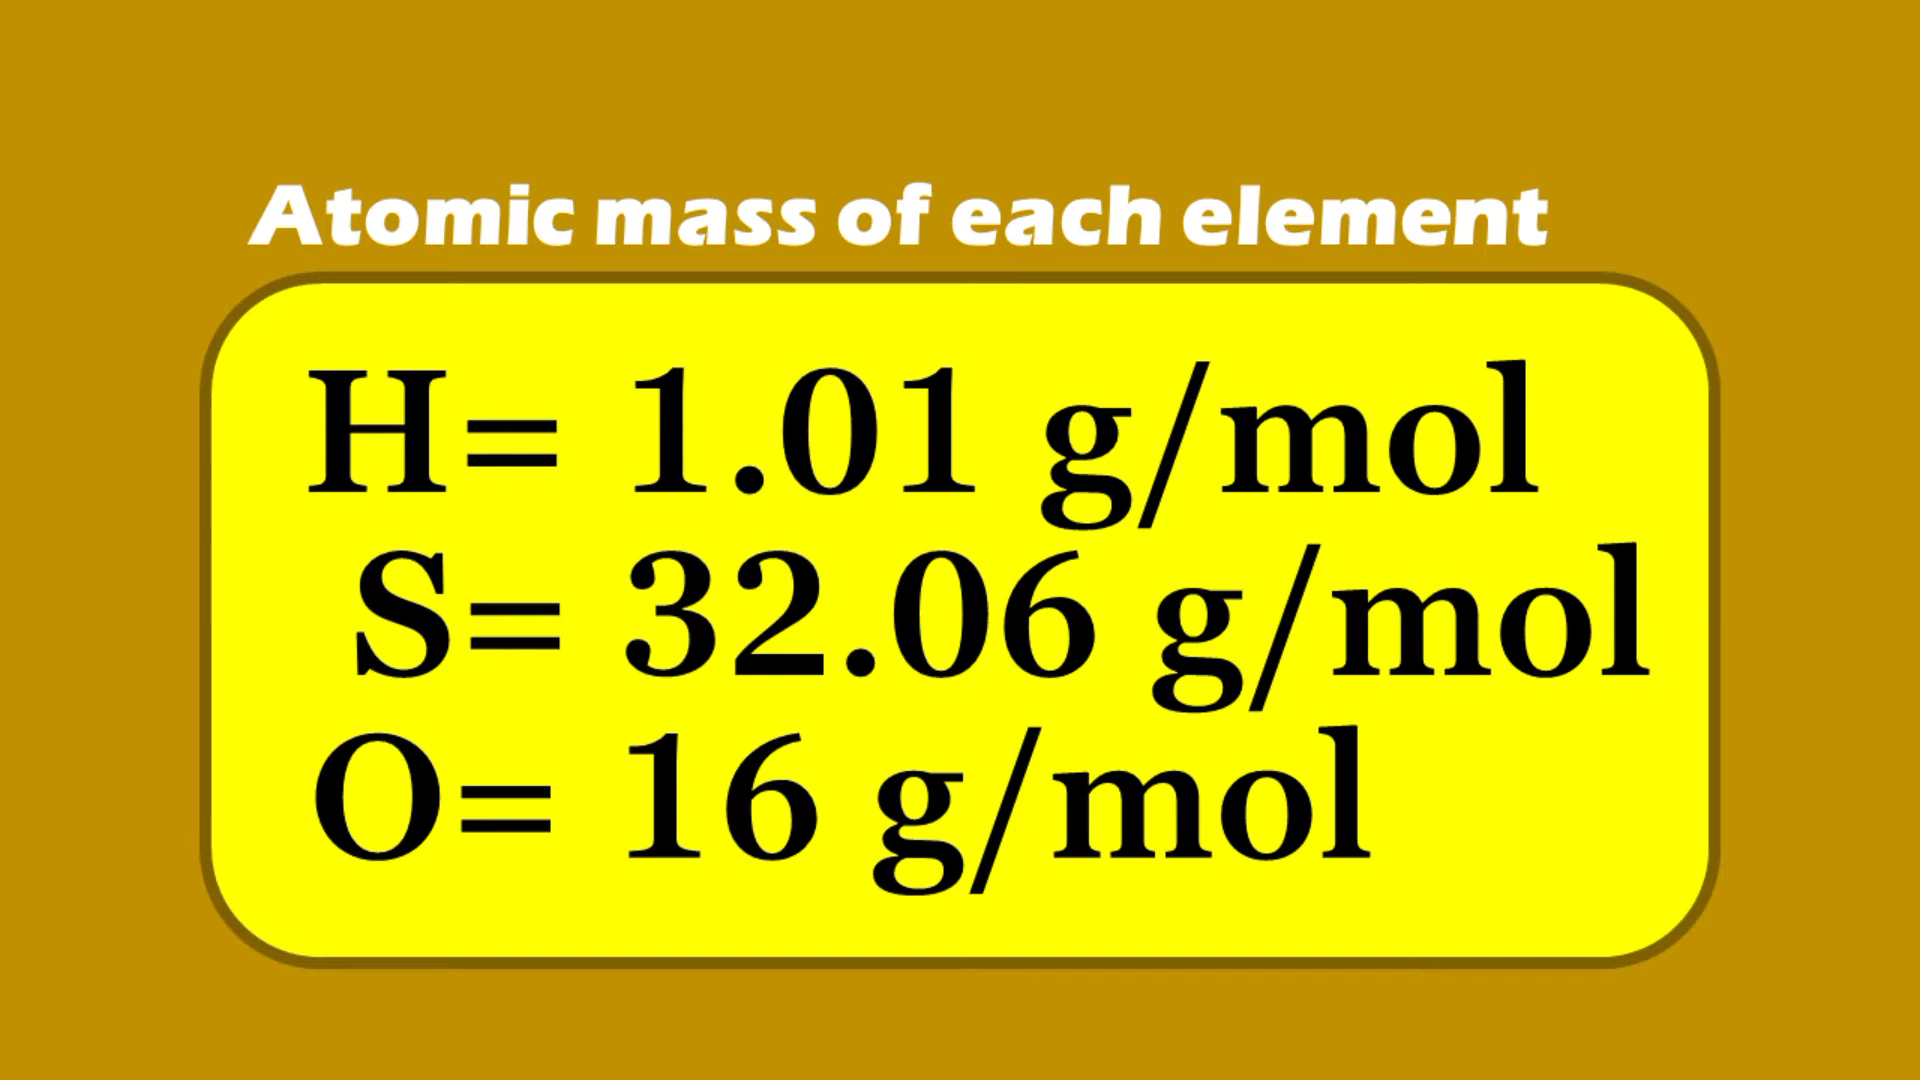 Atomic mass of each element
H= 1.01 g/mol
S= 32.06 g/mol
O= 16 g/mol